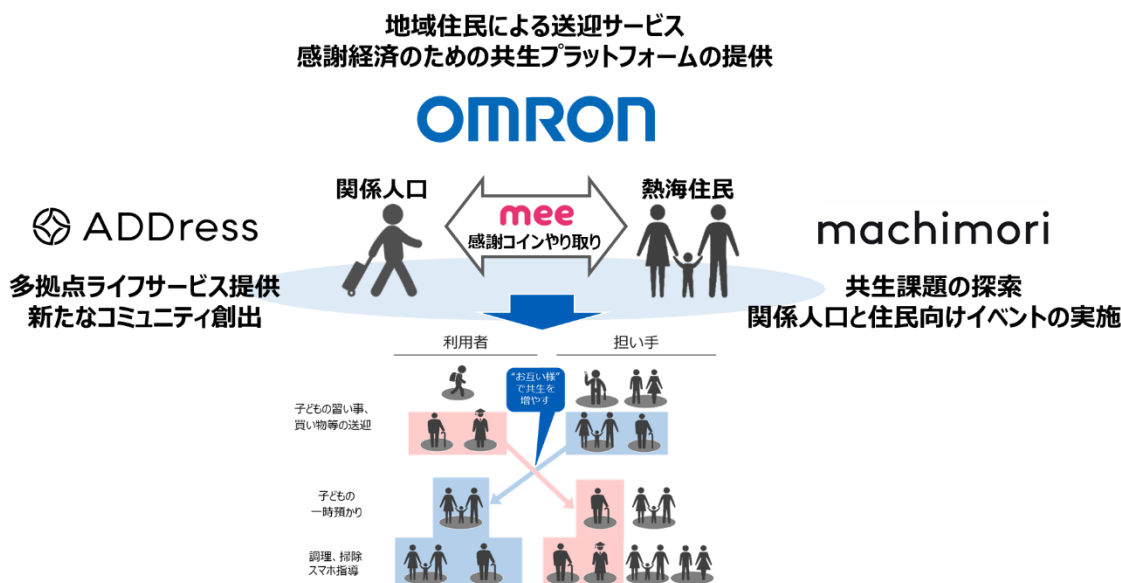 地域住民による送迎サービス
感謝経済のための共生プラットフォームの提供
OMRON
関係人口
mee
感謝コインやり取り
熱海住民
ADDress
多拠点ライフサービス提供
新たなコミュニティ創出
machimori
共生課題の探索
関係人口と住民向けイベントの実施
利用者
担い手
"お互い様"
で共生を
増やす
子どもの習い事、
買い物等の送迎
子どもの
一時預かり
調理、掃除
スマホ指導